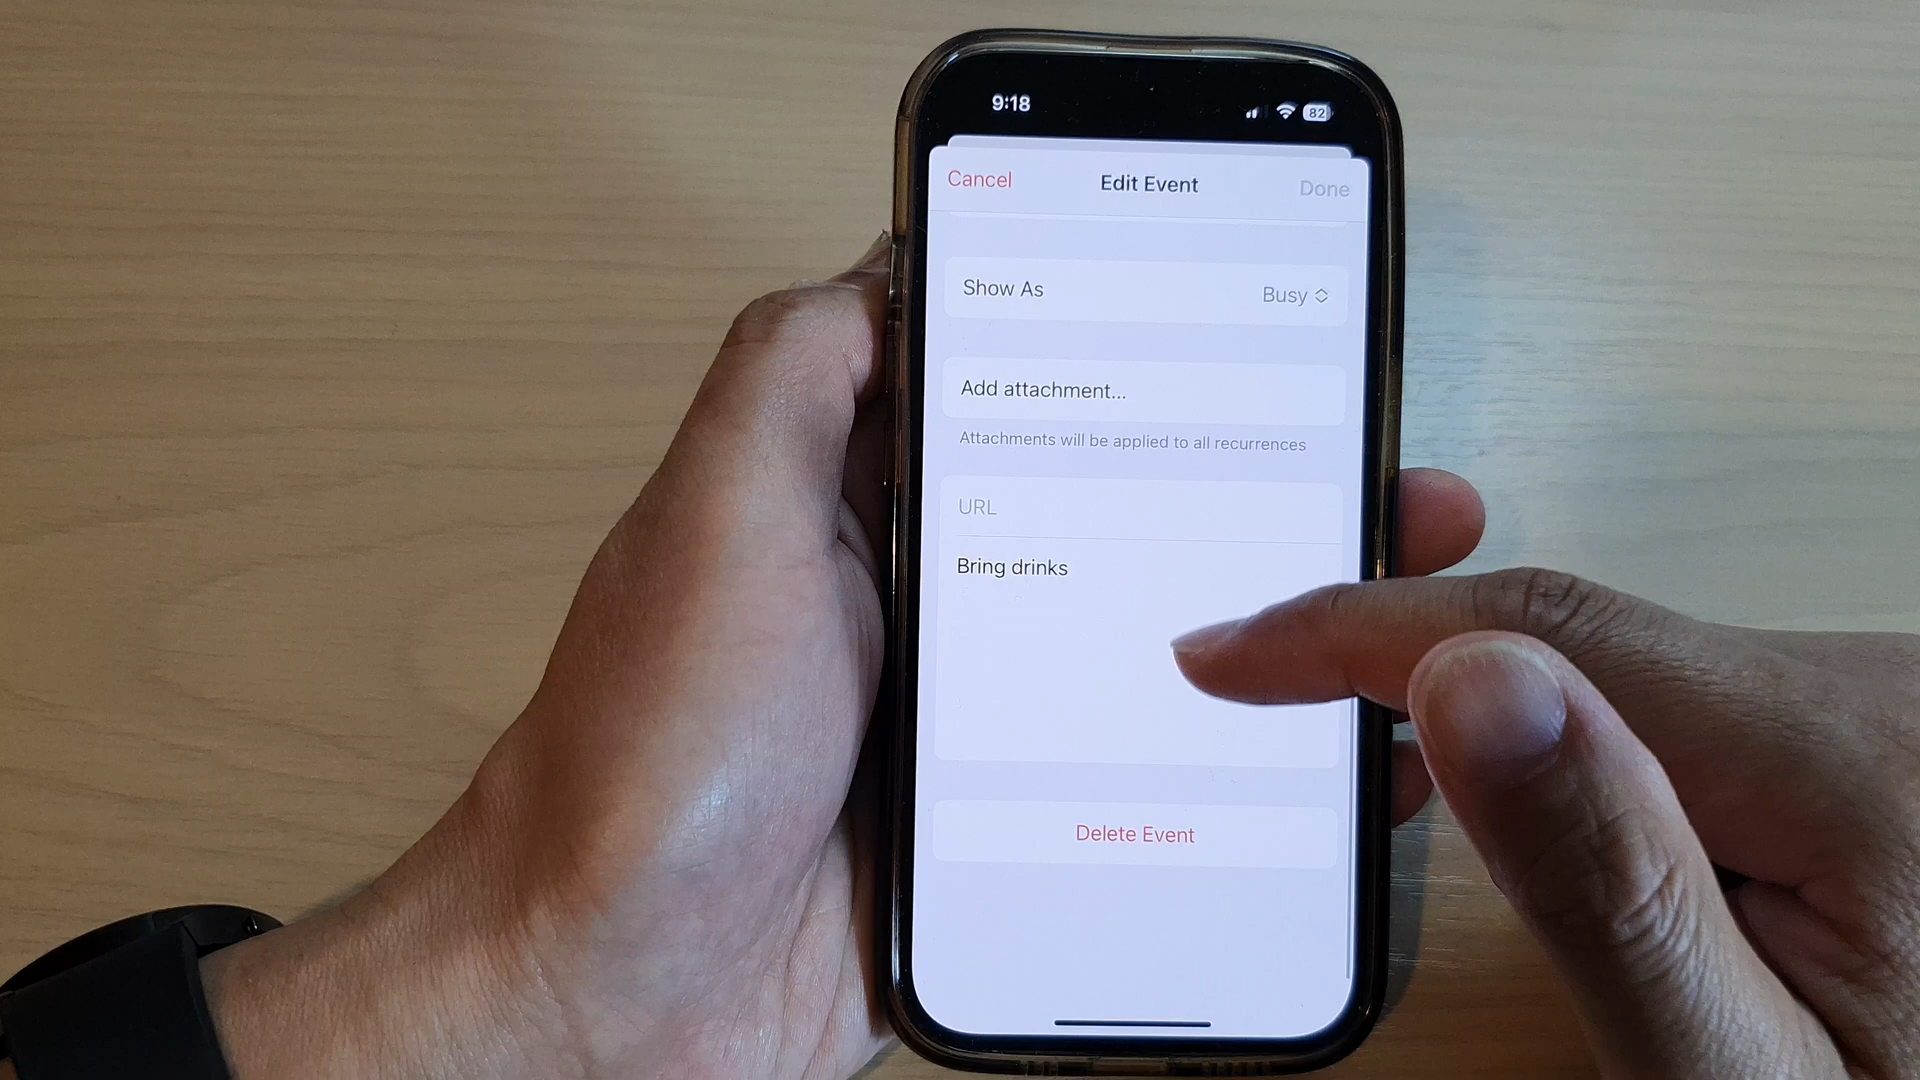 9:18
82
Cancel
Edit Event
Done
Show As
Busy
Add attachment...
Attachments will be applied to all recurrences
URL
Bring drinks
Delete Event